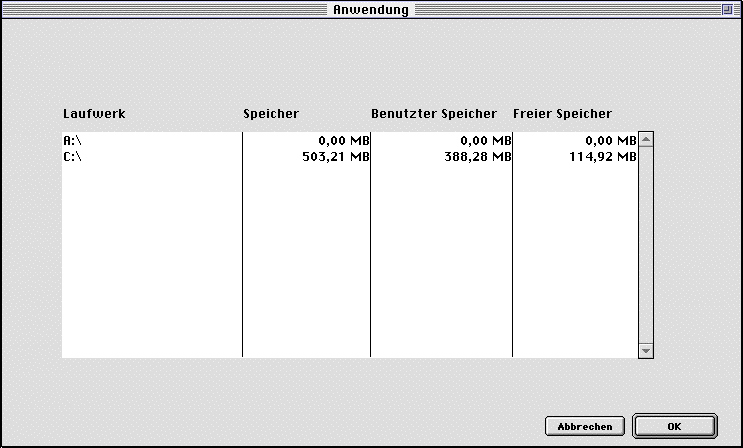 Anwendung
Laufwerk Speicher Benutzter Speicher Freier Speicher
A:\ 0,00 MB 0,00 MB 0,00 MB
C:\ 503,21 MB 388,28 MB 114,92 MB
Abbrechen OK